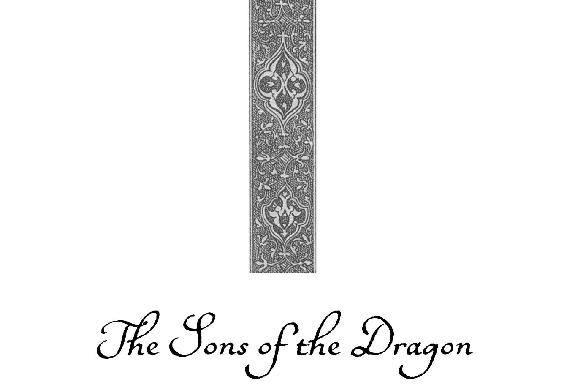 The Sons of the Dragon